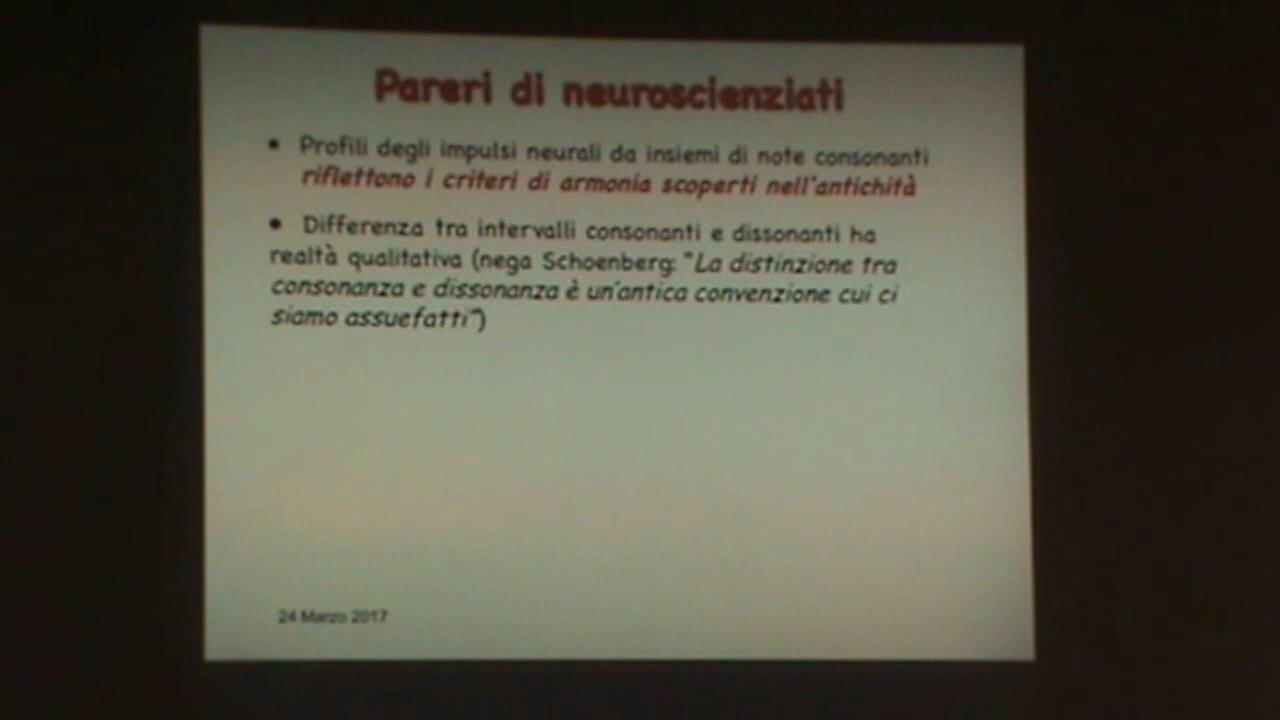 Pareri di neuroscienziati
• Profili degli impulsi neurali da insiemi di note consonanti
riflettono i criteri di armonia scoperti nell'antichità
• Differenza tra intervalli consonanti e dissonanti ha
realtà qualitativa (nega Schoenberg: "La distinzione tra
consonanza e dissonanza è un'antica convenzione cui ci
siamo assuefatti")
24 Marzo 2017